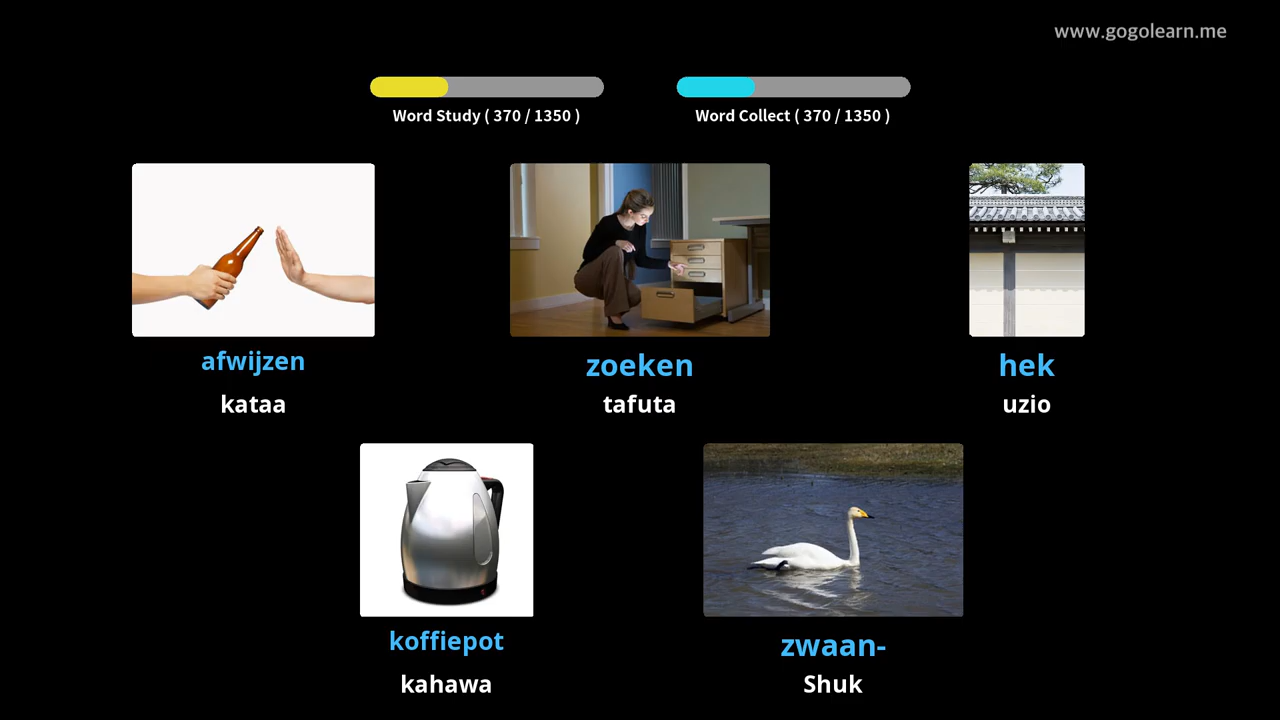 www.gogolearn.me
Word Study ( 370 / 1350 )
Word Collect ( 370 / 1350 )
afwijzen
zoeken
hek
kataa
tafuta
uzio
koffiepot
zwaan-
kahawa
Shuk